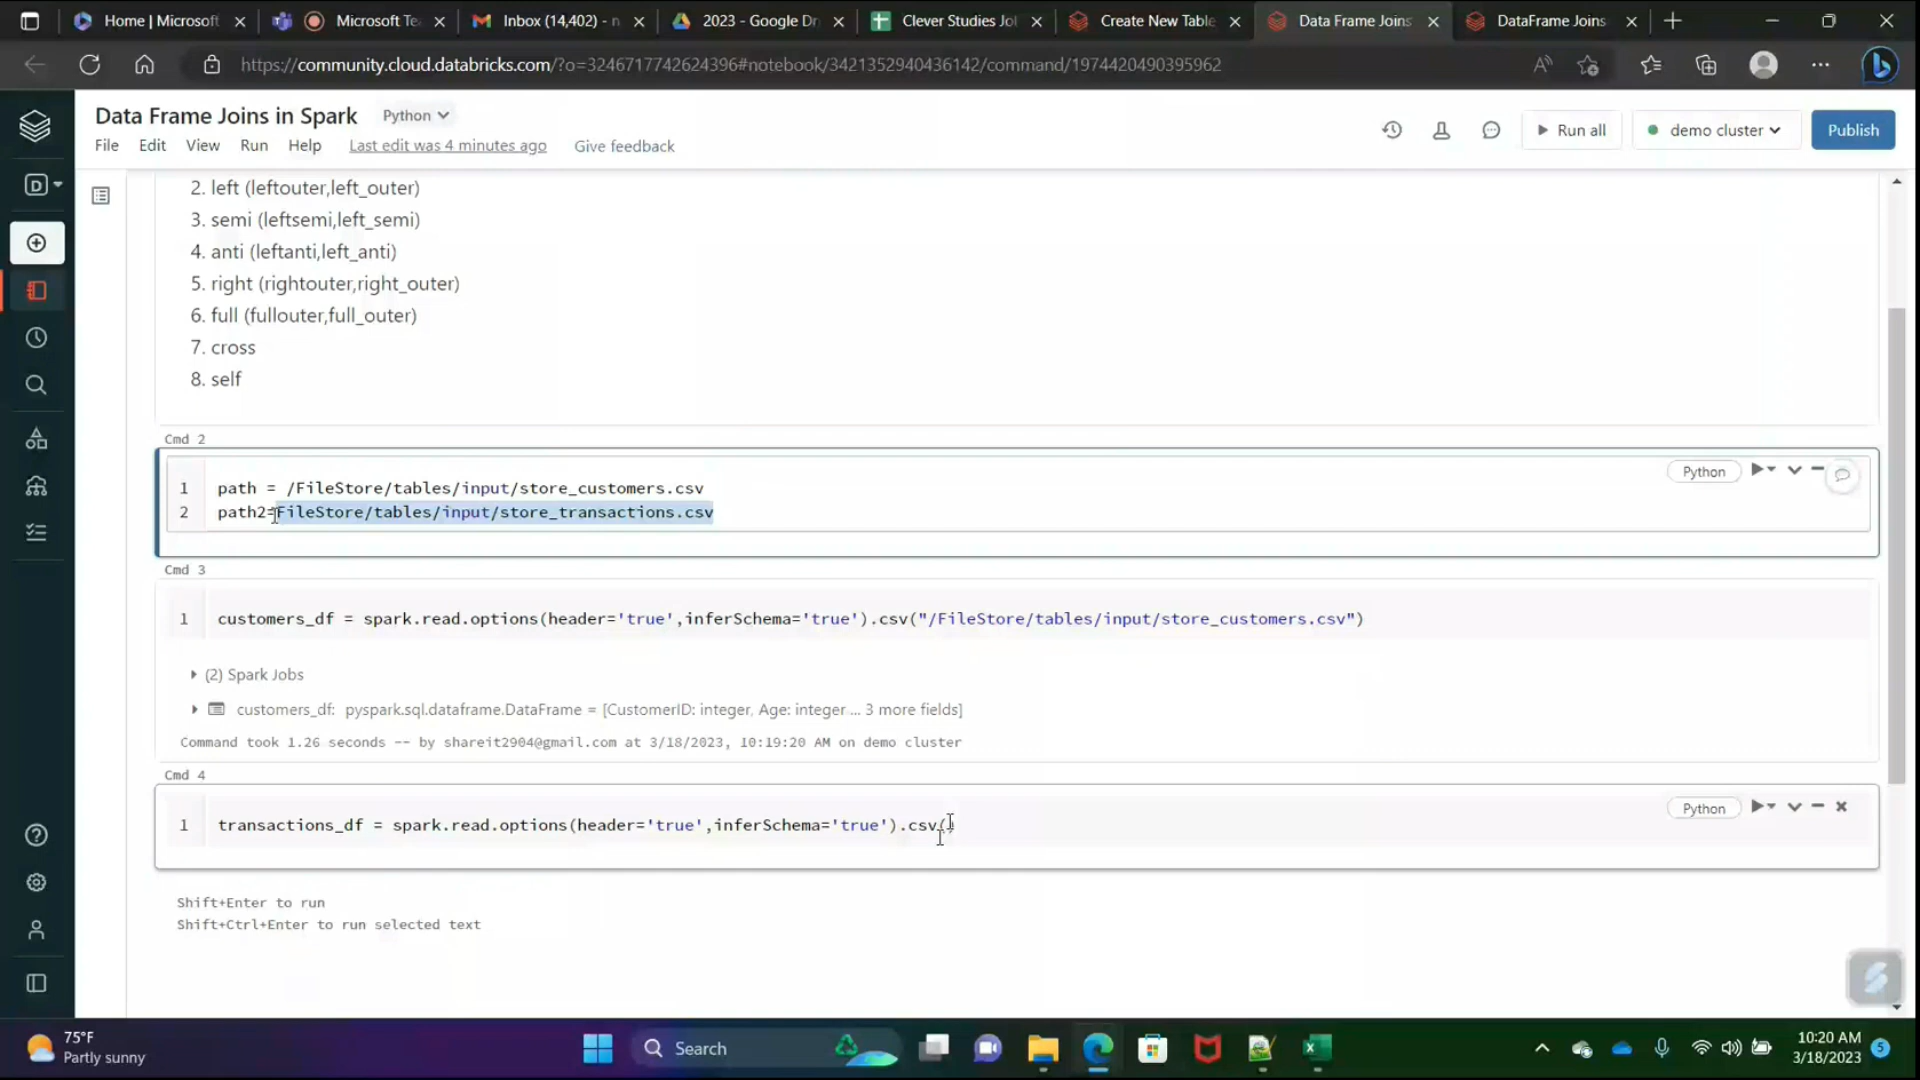 Home | Microsoft
Microsoft Te
Inbox (14,402) - n
2023 - Google Dr
Clever Studies Jo
Create New Table
Data Frame Joins
DataFrame Joins
https://community.cloud.databricks.com/?o=3246717742624396#notebook/3421352940436142/command/1974420490395962
Data Frame Joins in Spark Python
File Edit View Run Help Last edit was 4 minutes ago Give feedback
Run all demo cluster Publish
D
2. left (leftouter,left_outer)
3. semi (leftsemi,left_semi)
4. anti (leftanti,left_anti)
5. right (rightouter,right_outer)
6. full (fullouter,full_outer)
7. cross
8. self
Cmd 2
Python
1 path = /FileStore/tables/input/store_customers.csv
2 path2=FileStore/tables/input/store_transactions.csv
Cmd 3
1 customers_df = spark.read.options(header='true',inferSchema='true').csv("/FileStore/tables/input/store_customers.csv")
(2) Spark Jobs
customers_df: pyspark.sql.dataframe.DataFrame = [CustomerID: integer, Age: integer ... 3 more fields]
Command took 1.26 seconds -- by shareit2904@gmail.com at 3/18/2023, 10:19:20 AM on demo cluster
Cmd 4
Python
1 transactions_df = spark.read.options(header='true',inferSchema='true').csv()
Shift+Enter to run
Shift+Ctrl+Enter to run selected text
75°F
Partly sunny
Search
10:20 AM
3/18/2023
5